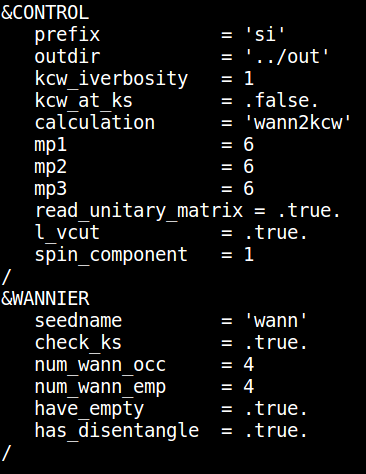 &CONTROL
   prefix           = 'si'
   outdir           = '../out'
   kcw_iverbosity   = 1
   kcw_at_ks        = .false.
   calculation      = 'wann2kcw'
   mp1              = 6
   mp2              = 6
   mp3              = 6
   read_unitary_matrix = .true.
   l_vcut           = .true.
   spin_component   = 1
/
&WANNIER
   seedname         = 'wann'
   check_ks         = .true.
   num_wann_occ     = 4
   num_wann_emp     = 4
   have_empty       = .true.
   has_disentangle  = .true.
/